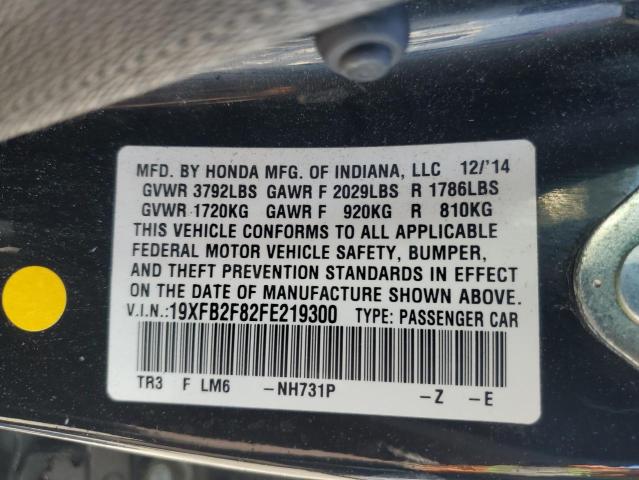 MFD. BY HONDA MFG. OF INDIANA, LLC 12/'14
GVWR 3792LBS GAWR F 2029LBS R 1786LBS
GVWR 1720KG GAWR F 920KG R 810KG
THIS VEHICLE CONFORMS TO ALL APPLICABLE
FEDERAL MOTOR VEHICLE SAFETY, BUMPER,
AND THEFT PREVENTION STANDARDS IN EFFECT
ON THE DATE OF MANUFACTURE SHOWN ABOVE.
V.I.N.:19XFB2F82FE219300 TYPE: PASSENGER CAR
TR3 F LM6 -NH731P -Z -E